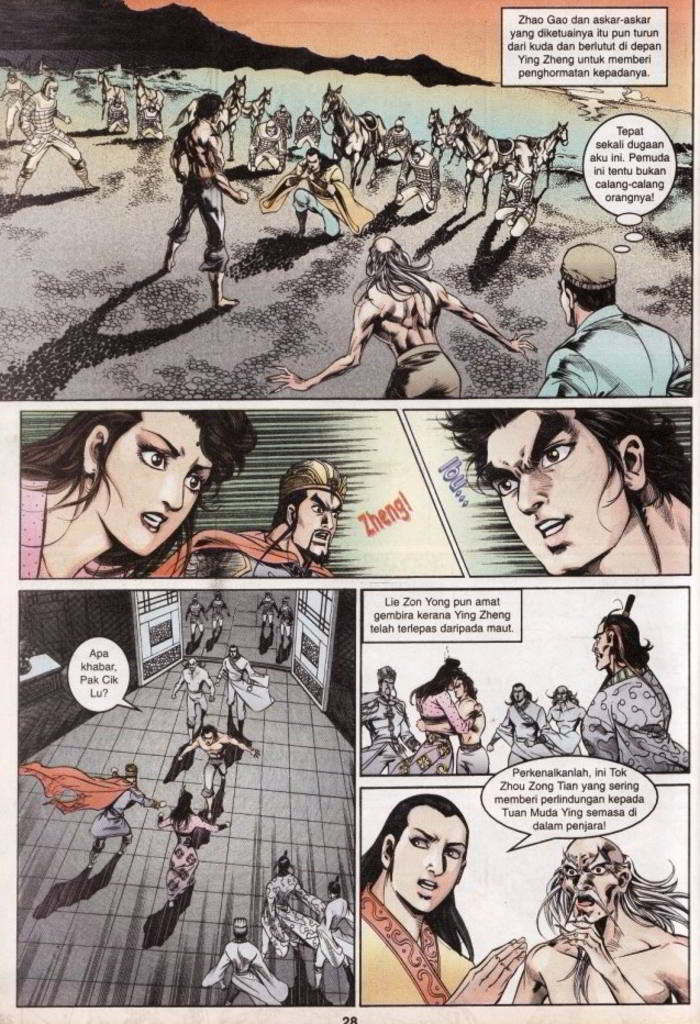 Zhao Gao dan askar-askar
yang diketuainya itu pun turun
dari kuda dan berlutut di depan
Ying Zheng untuk memberi
penghormatan kepadanya.
Tepat
sekali dugaan
aku ini. Pemuda
ini tentu bukan
calang-calang
orangnya!
Zheng!
Ibu...
Apa
khabar,
Pak Cik
Lu?
Lie Zon Yong pun amat
gembira kerana Ying Zheng
telah terlepas daripada maut.
Perkenalkanlah, ini Tok
Zhou Zong Tian yang sering
memberi perlindungan kepada
Tuan Muda Ying semasa di
dalam penjara!
28